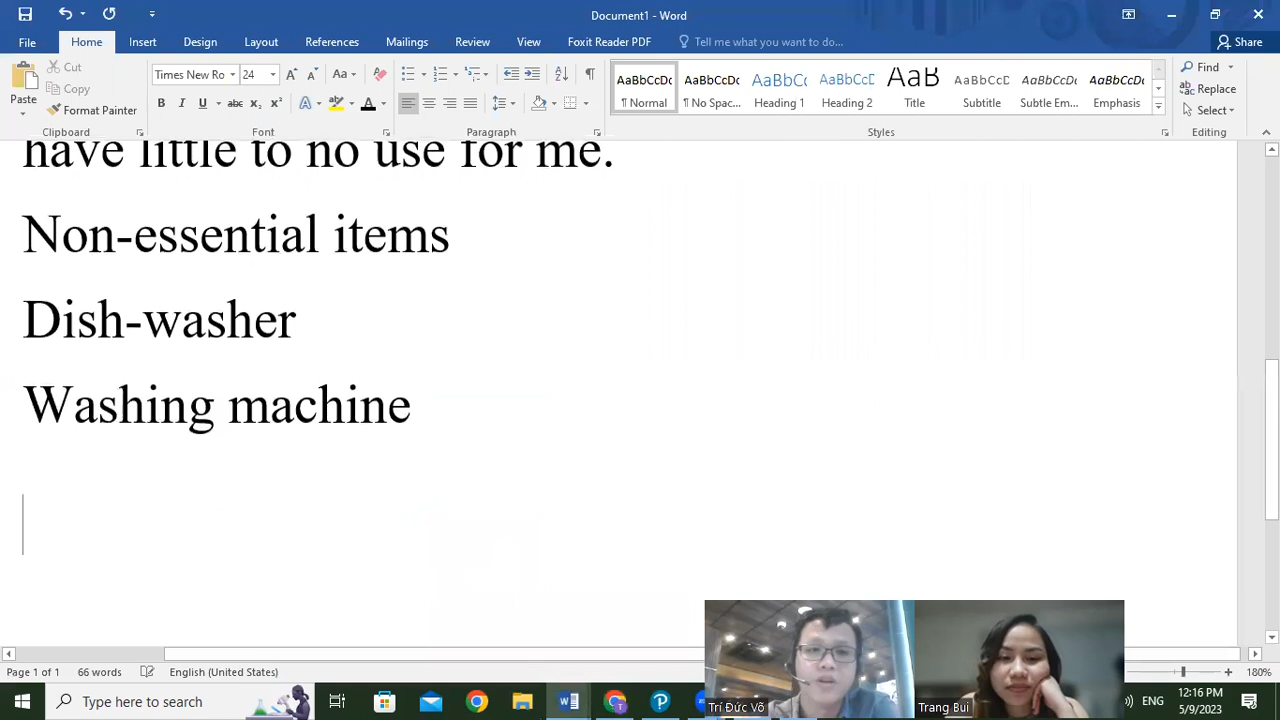 Document1 - Word
File Home Insert Design Layout References Mailings Review View Foxit Reader PDF Tell me what you want to do... Share
Paste
Cut
Copy
Format Painter
Clipboard
Times New Ro 24
Font
Paragraph
AaBbCcDc AaBbCcDc AaBbCc AaBbCcD AaB AaBbCcD AaBbCcDc AaBbCcDc
¶ Normal ¶ No Spac... Heading Heading 2 Title Subtitle Subtle Em... Emphasis
Styles
Find
Replace
Select
Editing
have little to no use for me.
Non-essential items
Dish-washer
Washing machine
Trí Đức Võ
Trang Bui
Page 1 of 1 66 words English (United States) 180%
Type here to search
ENG
12:16 PM
5/9/2023